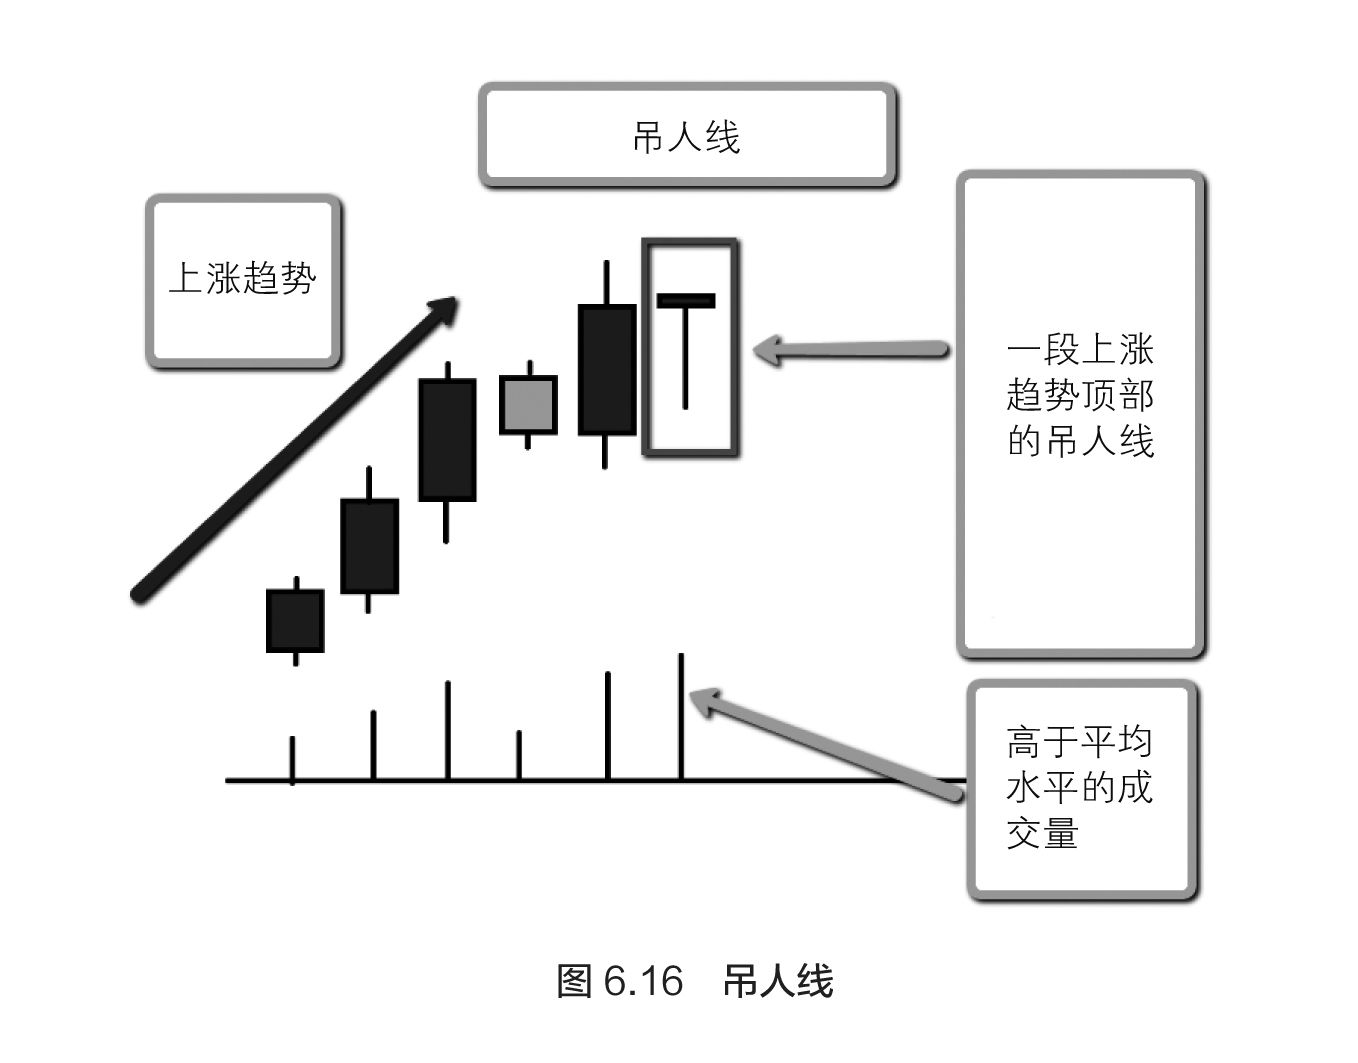 吊人线
上涨趋势
一段上涨
趋势顶部
的吊人线
高于平均
水平的成
交量
图 6.16 吊人线